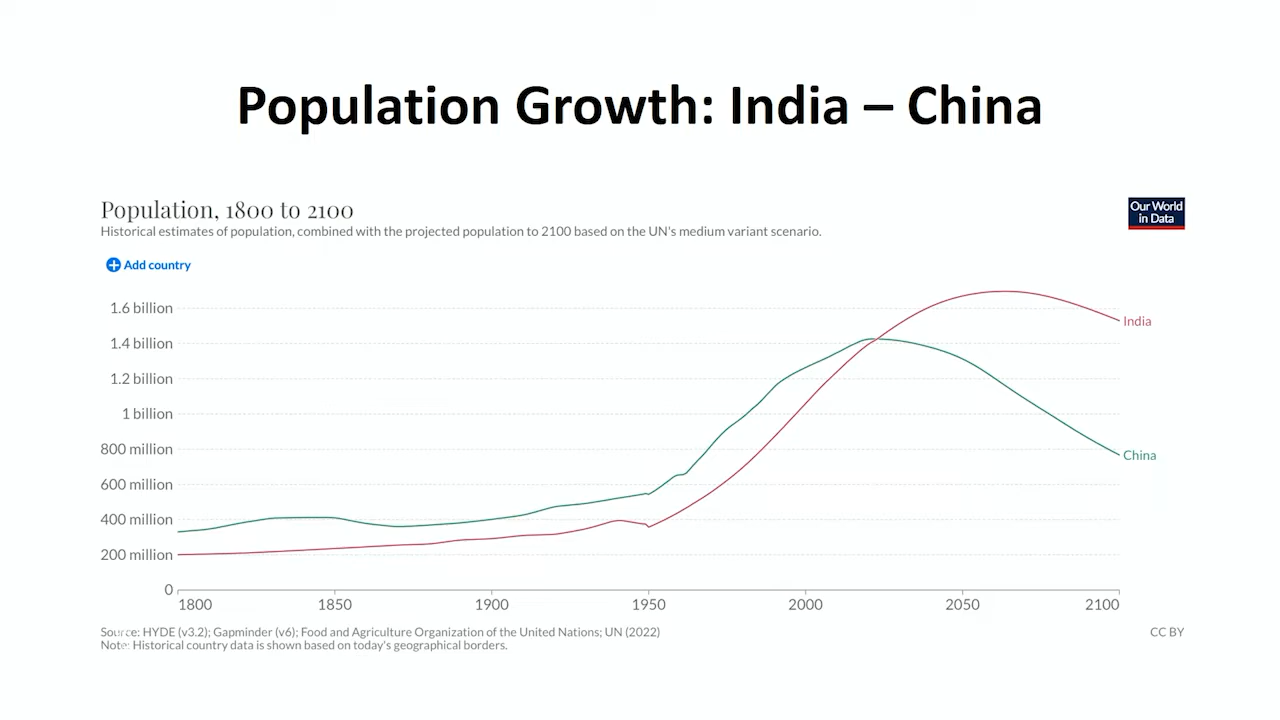 Population Growth: India – China
Population, 1800 to 2100
Our World
in Data
Historical estimates of population, combined with the projected population to 2100 based on the UN's medium variant scenario.
Add country
1.6 billion
1.4 billion
1.2 billion
1 billion
800 million
600 million
400 million
200 million
0
India
China
1800 1850 1900 1950 2000 2050 2100
Source: HYDE (v3.2); Gapminder (v6); Food and Agriculture Organization of the United Nations; UN (2022)
CC BY
Note: Historical country data is shown based on today's geographical borders.